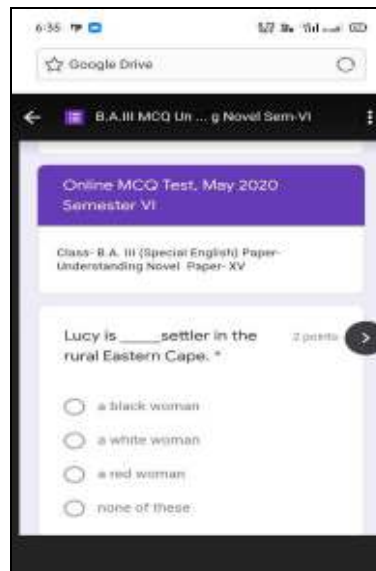 6:35
Google Drive
B.A.III MCQ Un ... g Novel Sem-VI
Online MCQ Test, May 2020
Semester VI
Class- B.A. III (Special English) Paper-
Understanding Novel Paper- XV
Lucy is _____settler in the
rural Eastern Cape. *
2 points
a black woman
a white woman
a red woman
none of these